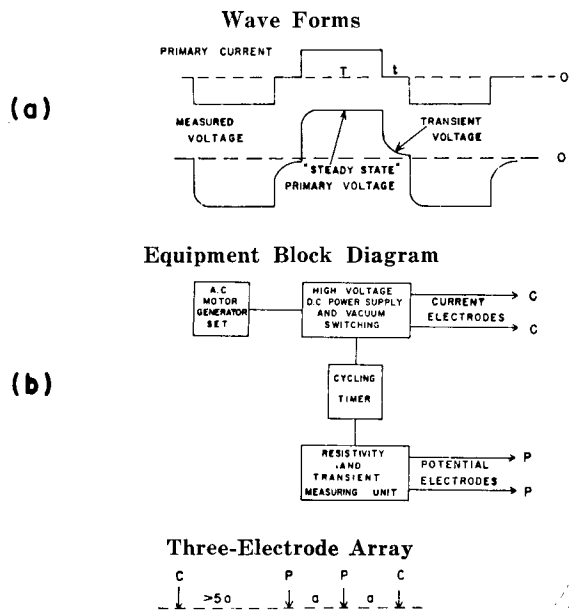 Wave Forms
PRIMARY CURRENT
T
t
O
(a)
MEASURED
VOLTAGE
TRANSIENT
VOLTAGE
O
"STEADY STATE"
PRIMARY VOLTAGE
Equipment Block Diagram
A.C
MOTOR
GENERATOR
SET
HIGH VOLTAGE
D.C POWER SUPPLY
AND VACUUM
SWITCHING
CURRENT
ELECTRODES
C
C
(b)
CYCLING
TIMER
RESISTIVITY
AND
TRANSIENT
MEASURING UNIT
POTENTIAL
ELECTRODES
P
P
Three-Electrode Array
C >5a P a P a C